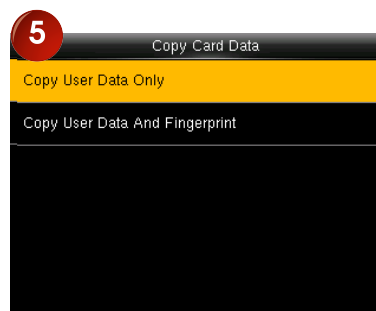 5
Copy Card Data
Copy User Data Only
Copy User Data And Fingerprint